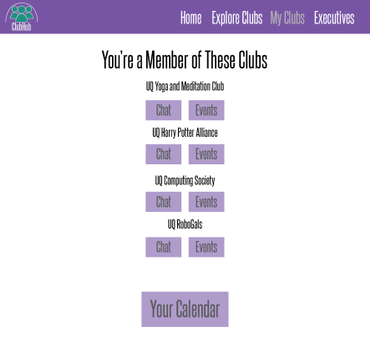 ClubHub
Home Explore Clubs My Clubs Executives
You're a Member of These Clubs
UQ Yoga and Meditation Club
Chat Events
UQ Harry Potter Alliance
Chat Events
UQ Computing Society
Chat Events
UQ RoboGals
Chat Events
Your Calendar